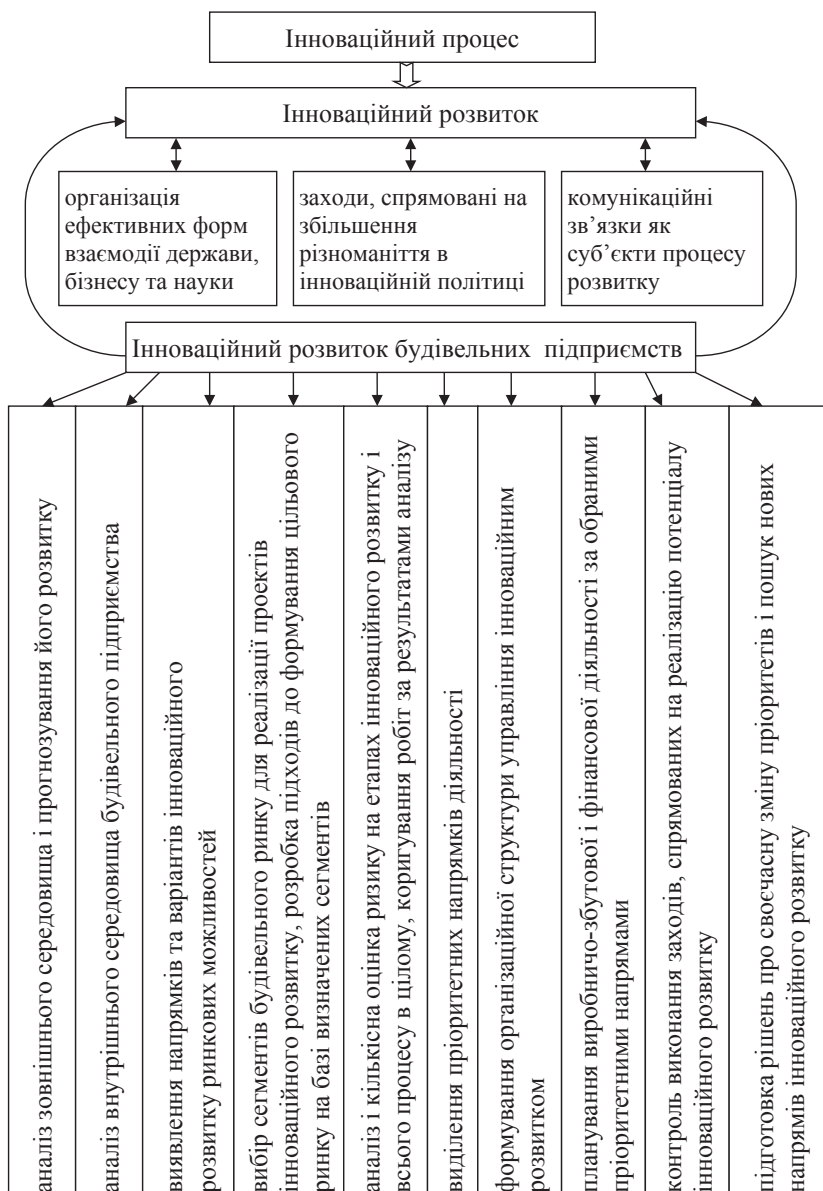 Інноваційний процес
Інноваційний розвиток
організація
ефективних форм
взаємодії держави,
бізнесу та науки
заходи, спрямовані на
збільшення
різноманіття в
інноваційній політиці
комунікаційні
зв’язки як
суб’єкти процесу
розвитку
Інноваційний розвиток будівельних підприємств
аналіз зовнішнього середовища і прогнозування його розвитку
аналіз внутрішнього середовища будівельного підприємства
виявлення напрямків та варіантів інноваційного
розвитку ринкових можливостей
вибір сегментів будівельного ринку для реалізації проектів
інноваційного розвитку, розробка підходів до формування цільового
ринку на базі визначених сегментів
аналіз і кількісна оцінка ризику на етапах інноваційного розвитку і
всього процесу в цілому, коригування робіт за результатами аналізу
виділення пріоритетних напрямків діяльності
формування організаційної структури управління інноваційним
розвитком
планування виробничо-збутової і фінансової діяльності за обраними
пріоритетними напрямами
контроль виконання заходів, спрямованих на реалізацію потенціалу
інноваційного розвитку
підготовка рішень про своєчасну зміну пріоритетів і пошук нових
напрямів інноваційного розвитку